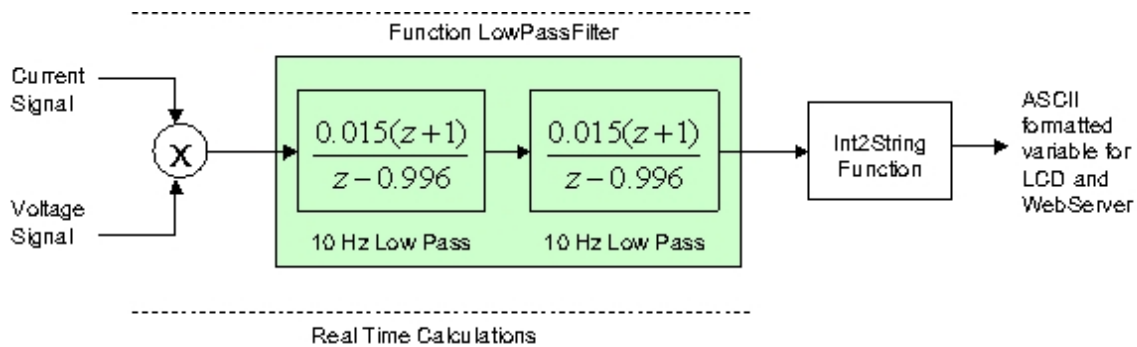 Function LowPassFilter
Current
Signal
X
Voltage
Signal
0.015(z+1)
z-0.996
10 Hz Low Pass
0.015(z+1)
z-0.996
10 Hz Low Pass
Int2String
Function
ASCII
formatted
variable for
LCD and
WebServer
Real Time Calculations